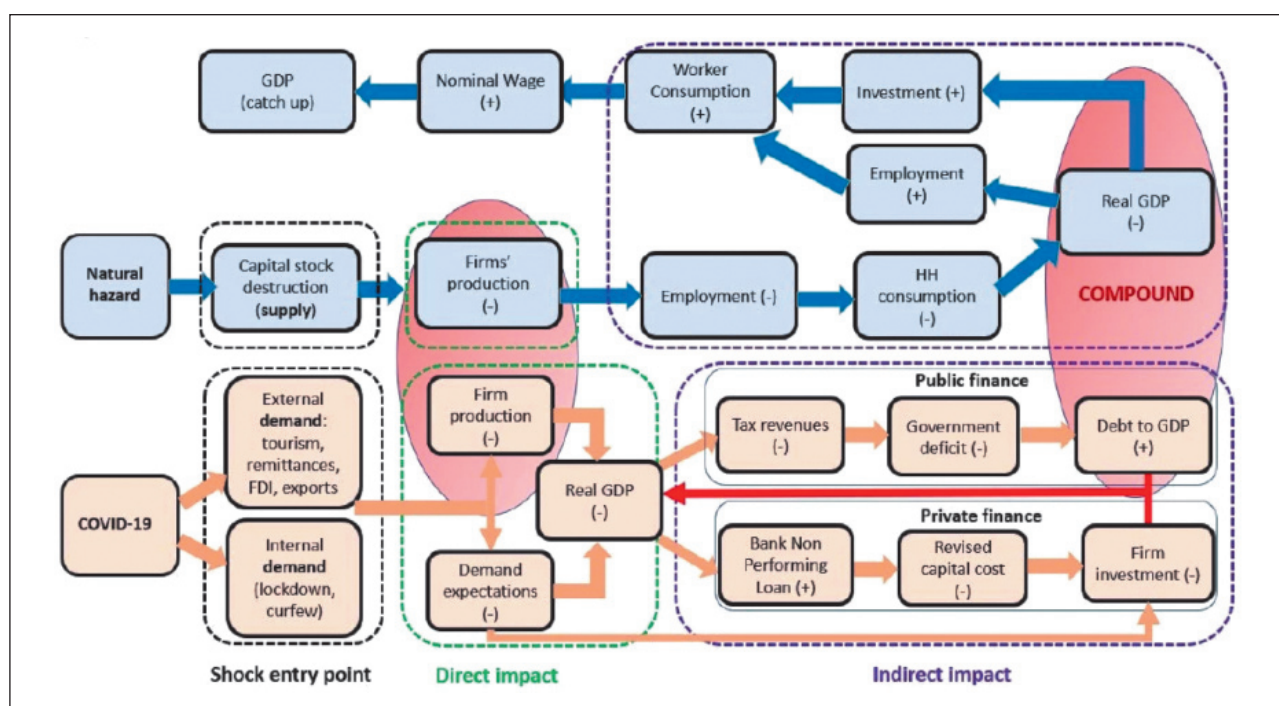 GDP
(catch up)
Nominal Wage
(+)
Worker
Consumption
(+)
Investment (+)
Employment
(+)
Real GDP
(-)
Natural
hazard
Capital stock
destruction
(supply)
Firms'
production
(-)
Employment (-)
HH
consumption
(-)
COMPOUND
COVID-19
External
demand:
tourism,
remittances,
FDI, exports
Internal
demand
(lockdown,
curfew)
Firm
production
(-)
Demand
expectations
(-)
Real GDP
(-)
Public finance
Tax revenues
(-)
Government
deficit (-)
Debt to GDP
(+)
Private finance
Bank Non
Performing
Loan (+)
Revised
capital cost
(-)
Firm
investment (-)
Shock entry point
Direct impact
Indirect impact